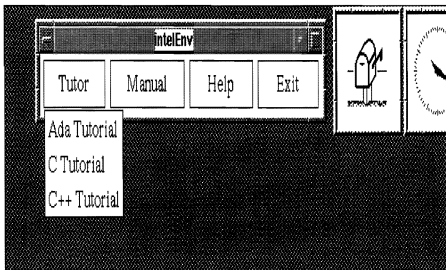 intelEnv
Tutor Manual Help Exit
Ada Tutorial
C Tutorial
C++ Tutorial